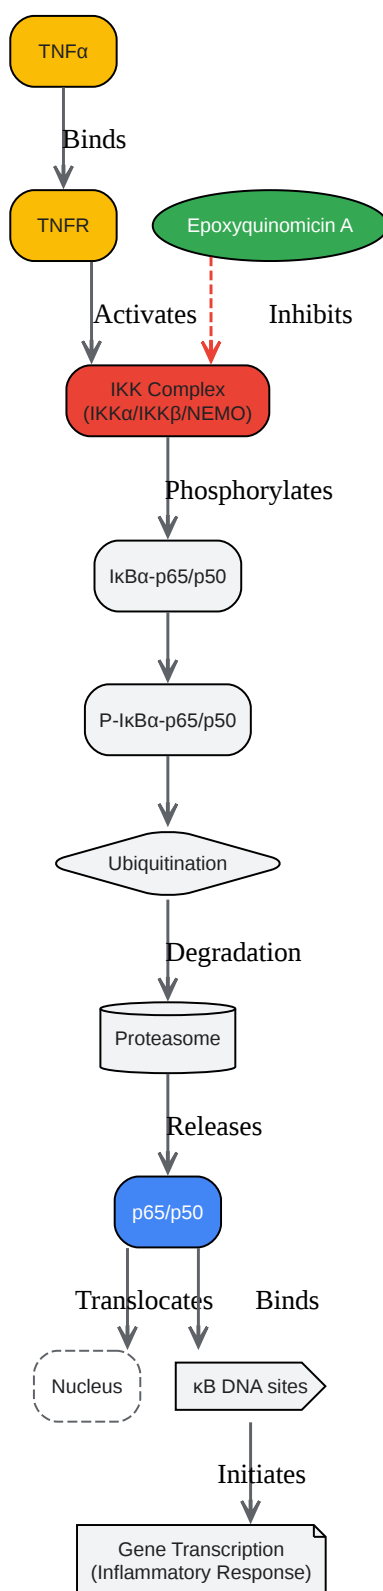 TNFα
Binds
TNFR
Epoxyquinomicin A
Activates
Inhibits
IKK Complex
(IKKα/IKKβ/NEMO)
Phosphorylates
IκBα-p65/p50
P-IκBα-p65/p50
Ubiquitination
Degradation
Proteasome
Releases
p65/p50
Translocates
Binds
Nucleus
κB DNA sites
Initiates
Gene Transcription
(Inflammatory Response)